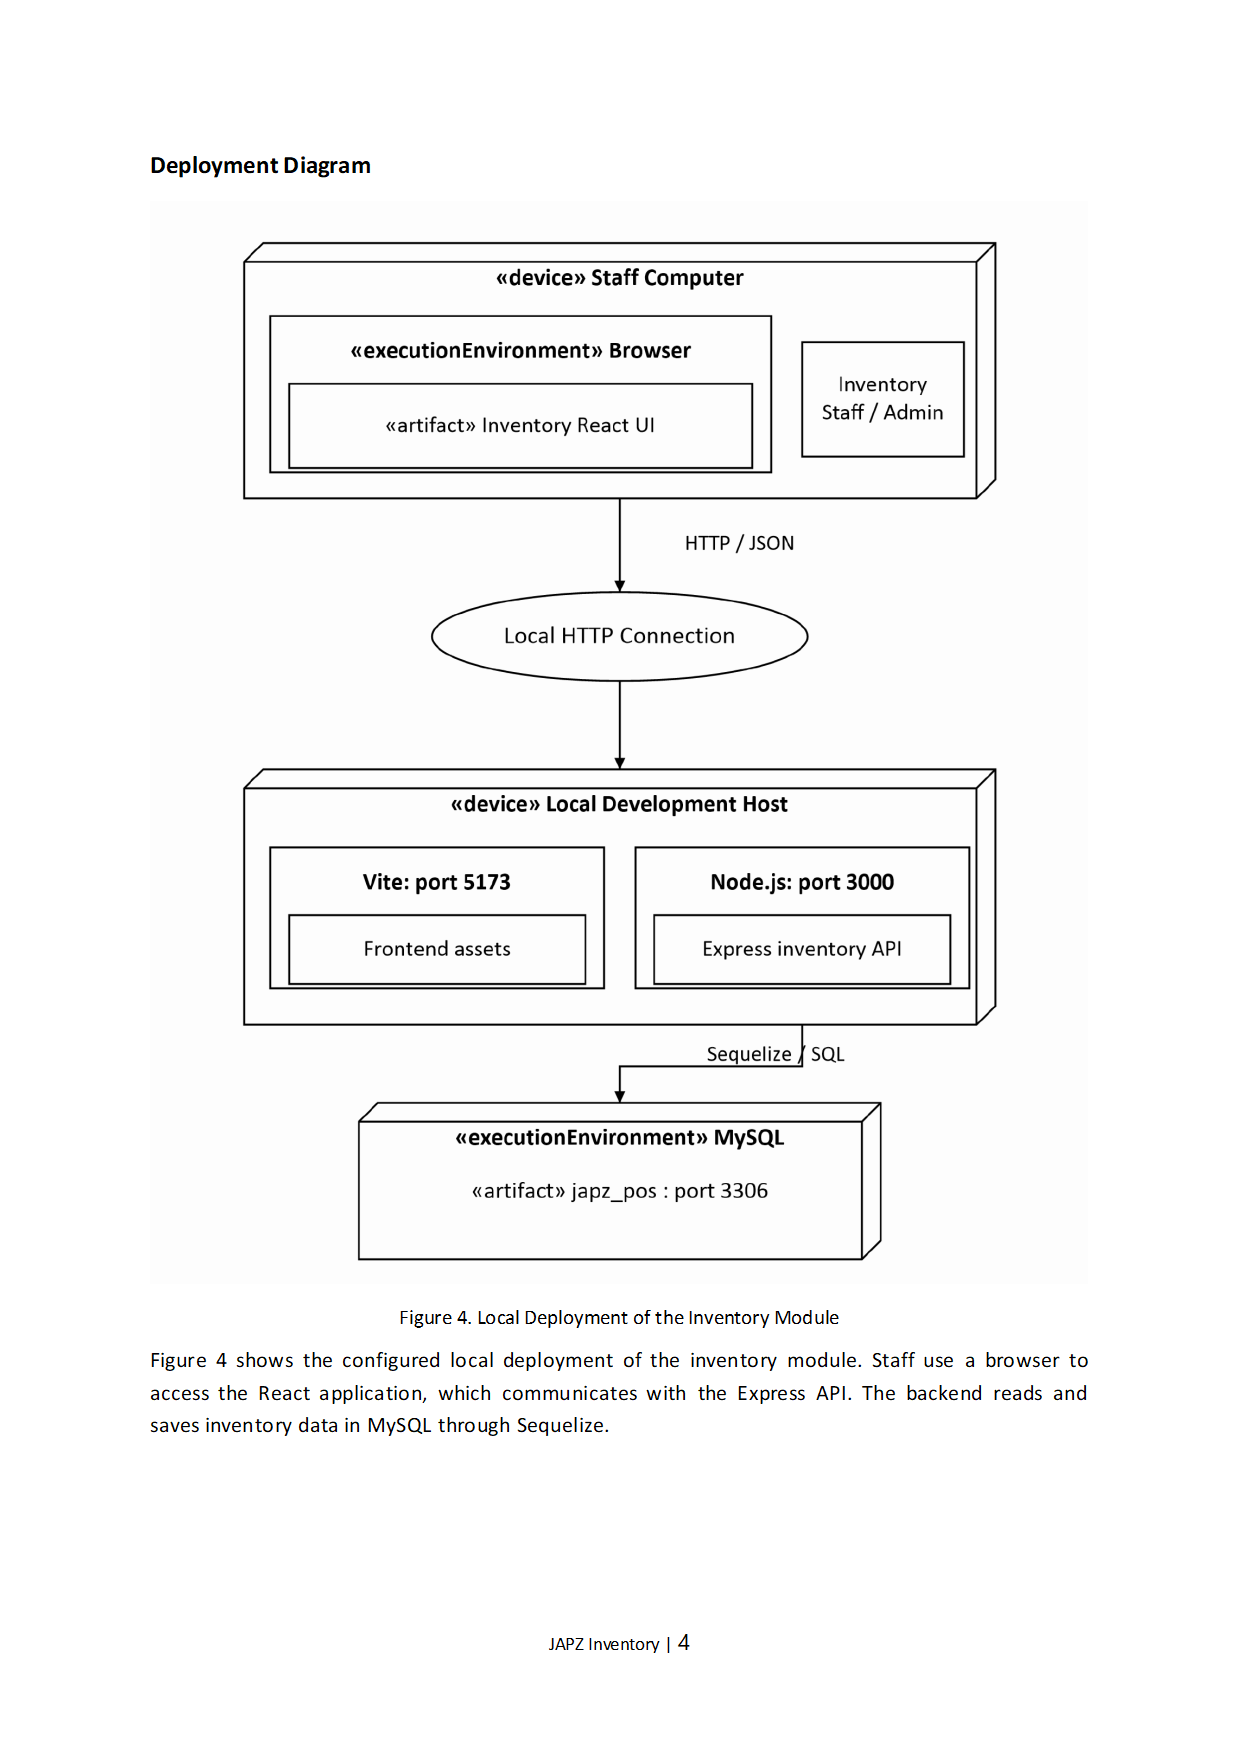 Deployment Diagram
«device» Staff Computer
«executionEnvironment» Browser
«artifact» Inventory React UI
Inventory
Staff / Admin
HTTP / JSON
Local HTTP Connection
«device» Local Development Host
Vite: port 5173
Frontend assets
Node.js: port 3000
Express inventory API
Sequelize / SQL
«executionEnvironment» MySQL
«artifact» japz_pos : port 3306
Figure 4. Local Deployment of the Inventory Module
Figure 4 shows the configured local deployment of the inventory module. Staff use a browser to
access the React application, which communicates with the Express API. The backend reads and
saves inventory data in MySQL through Sequelize.
JAPZ Inventory | 4